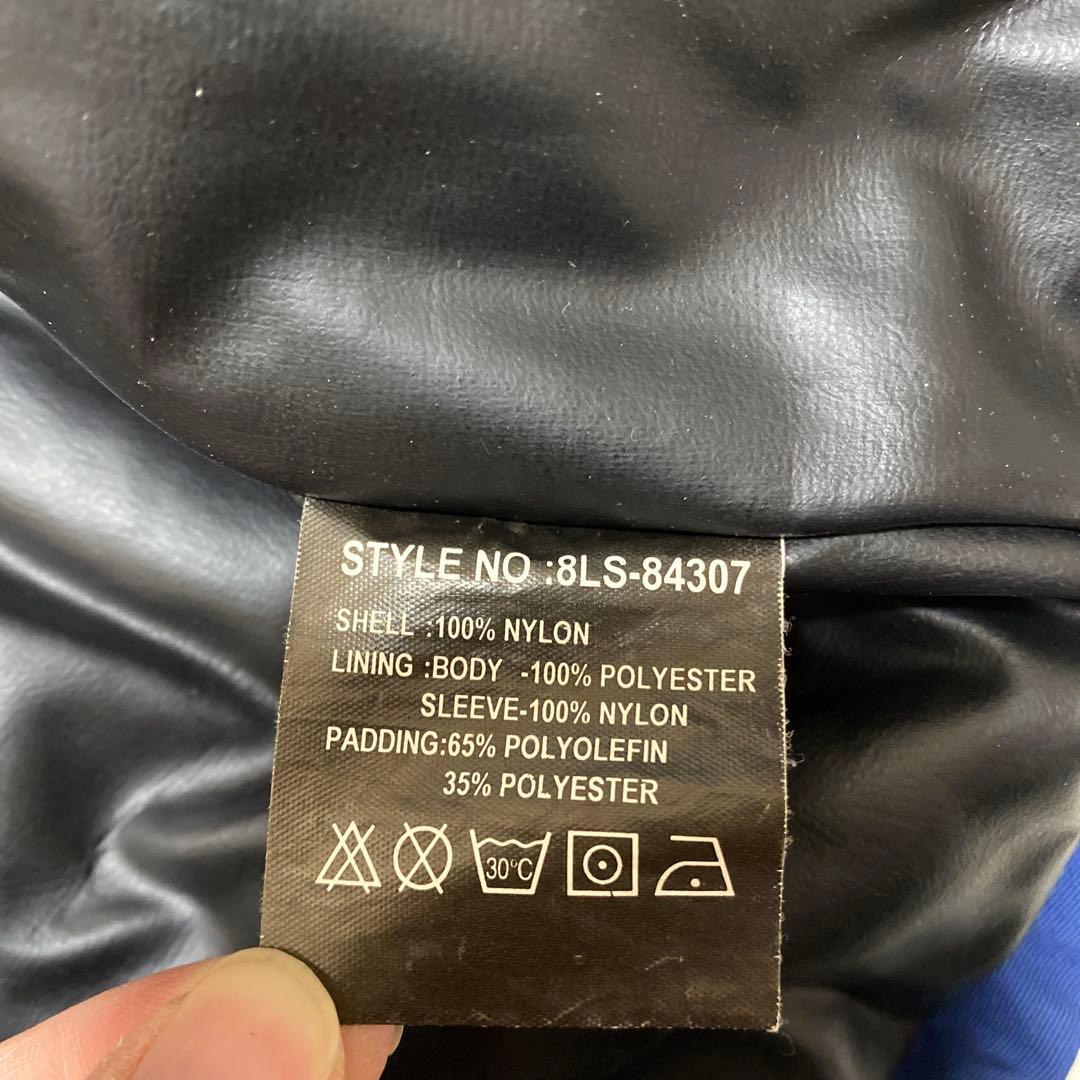 STYLE NO :8LS-84307
SHELL :100% NYLON
LINING :BODY -100% POLYESTER
SLEEVE-100% NYLON
PADDING:65% POLYOLEFIN
35% POLYESTER
30°C